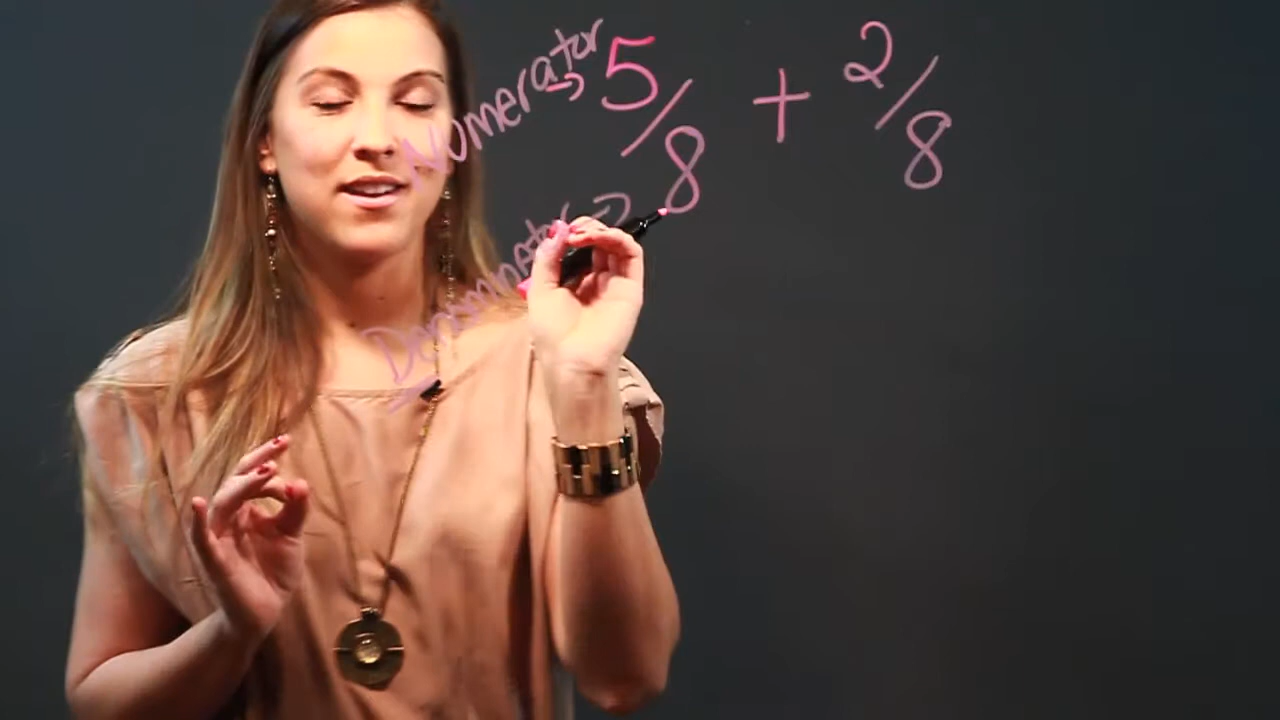 Numerator → 5/8 + 2/8
Denominator →